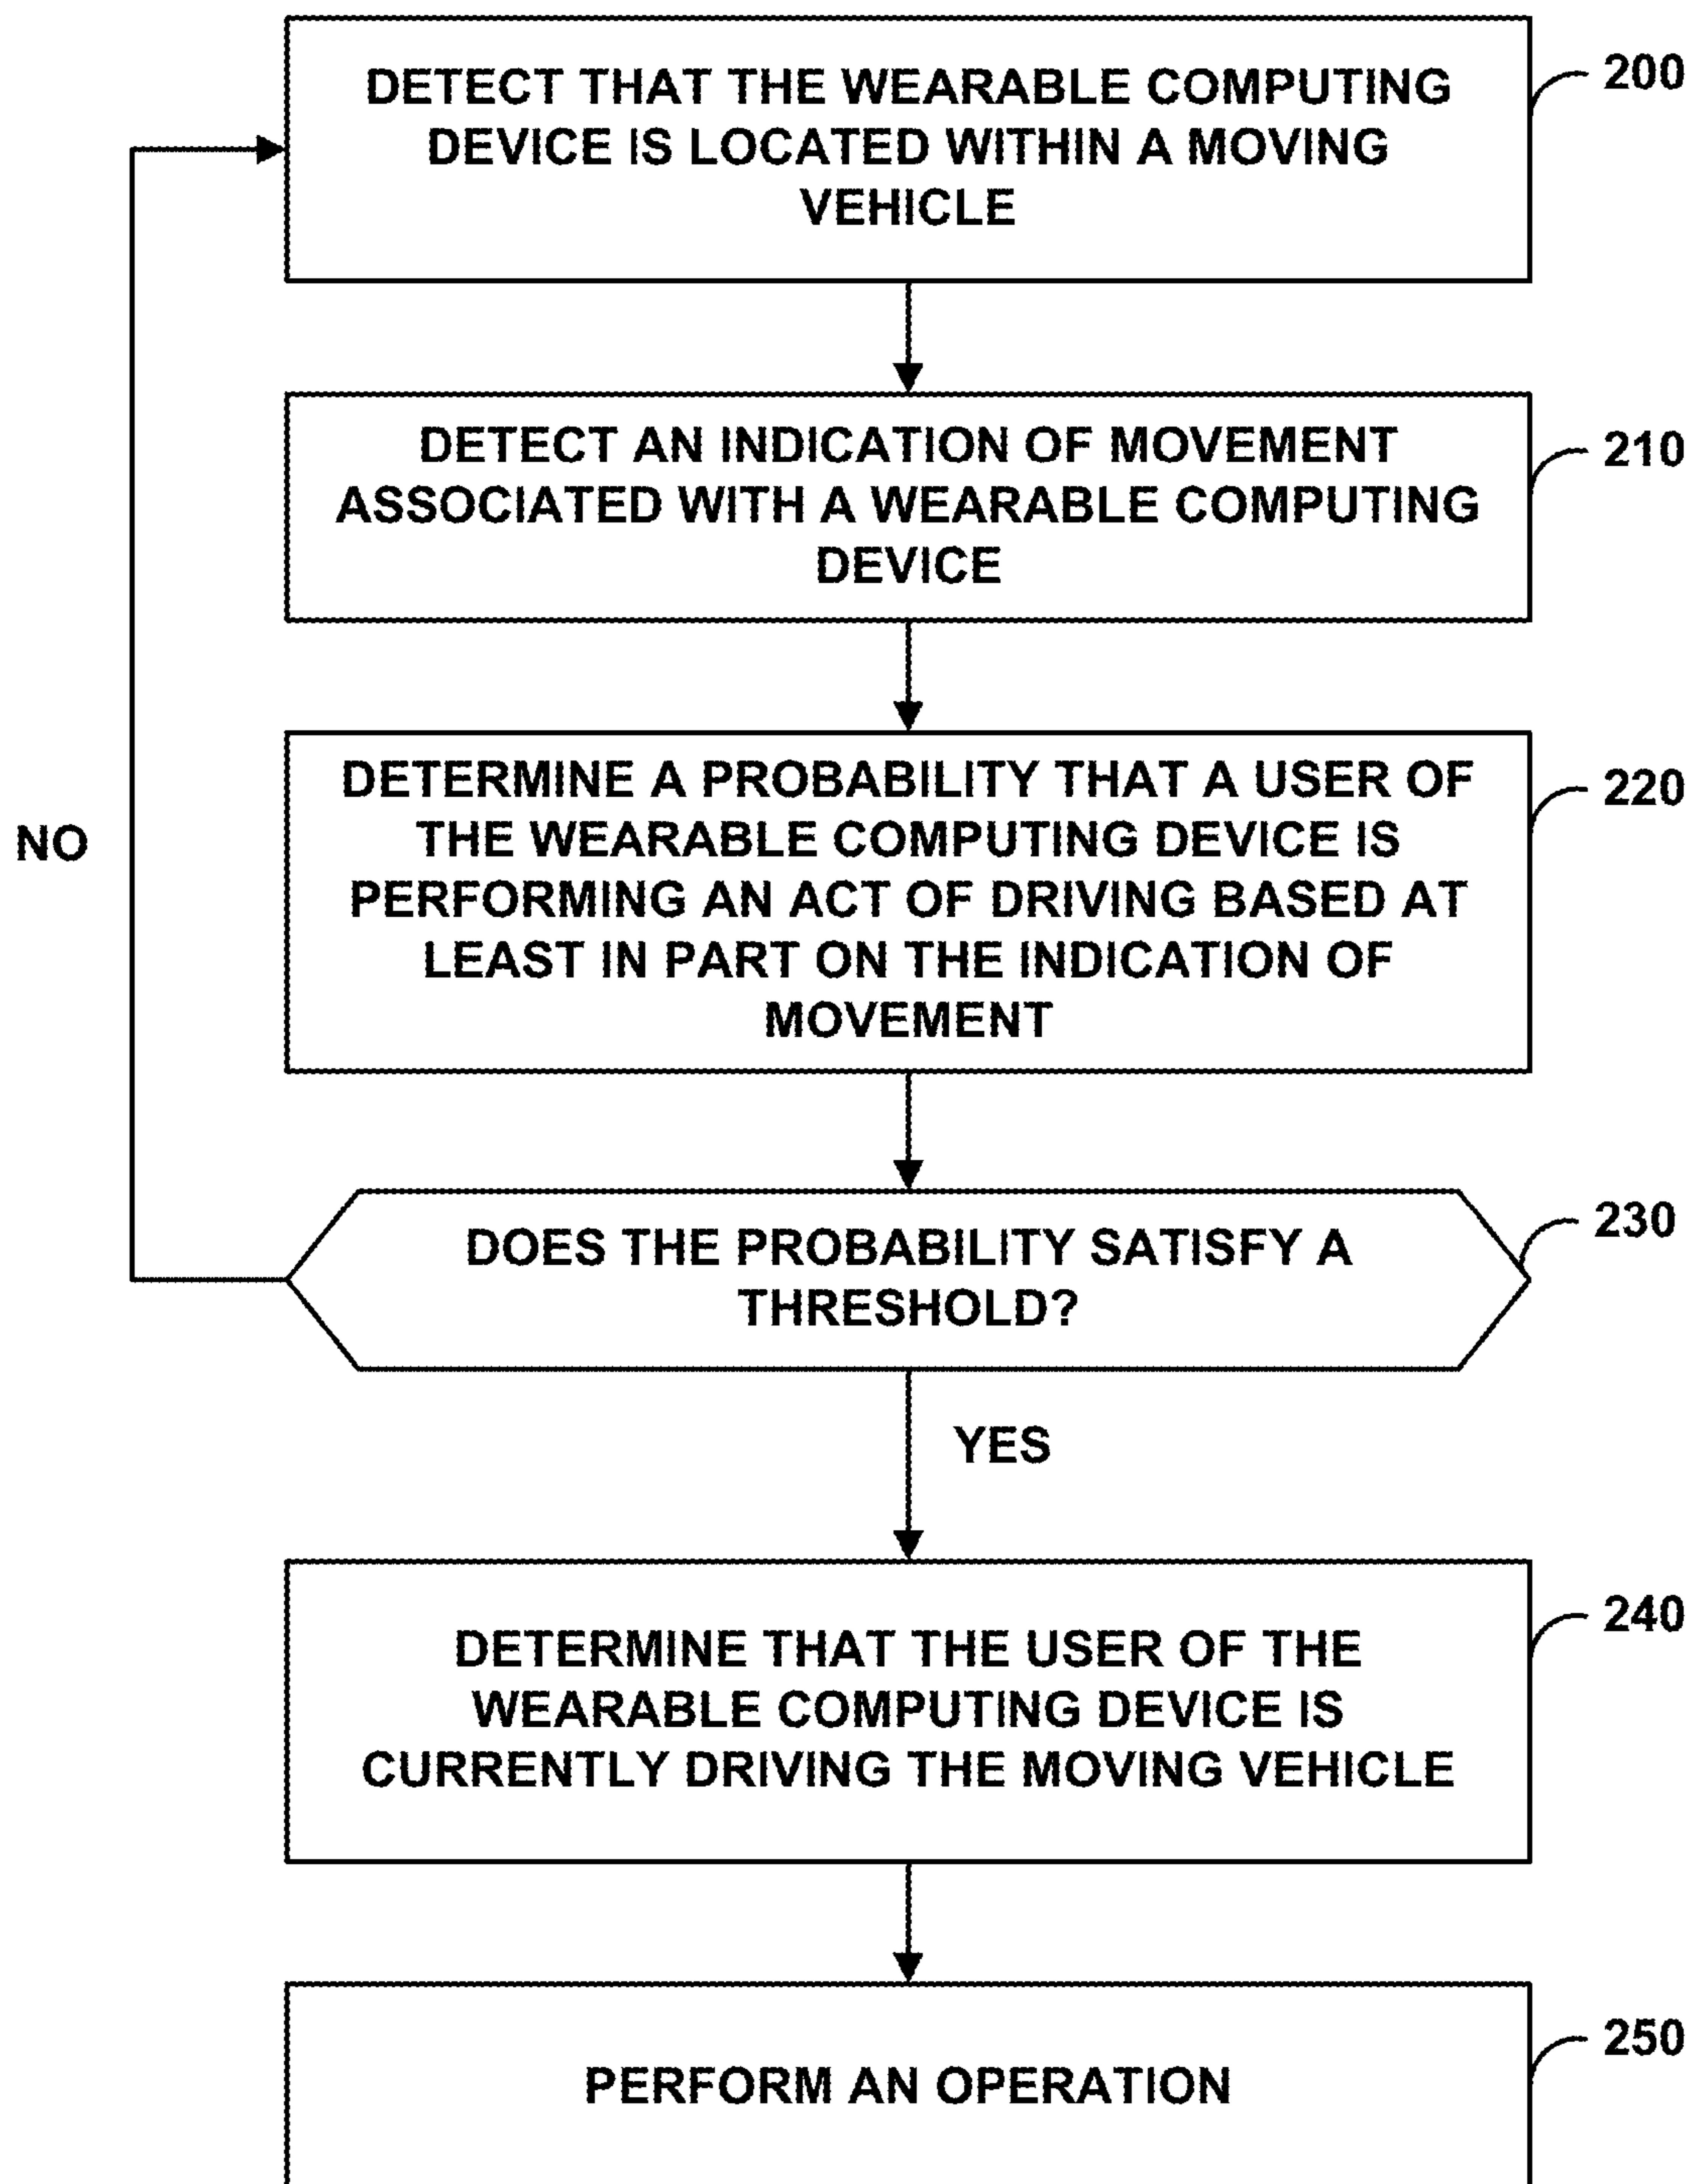 DETECT THAT THE WEARABLE COMPUTING
DEVICE IS LOCATED WITHIN A MOVING
VEHICLE
200
DETECT AN INDICATION OF MOVEMENT
ASSOCIATED WITH A WEARABLE COMPUTING
DEVICE
210
DETERMINE A PROBABILITY THAT A USER OF
THE WEARABLE COMPUTING DEVICE IS
PERFORMING AN ACT OF DRIVING BASED AT
LEAST IN PART ON THE INDICATION OF
MOVEMENT
220
NO
DOES THE PROBABILITY SATISFY A
THRESHOLD?
230
YES
DETERMINE THAT THE USER OF THE
WEARABLE COMPUTING DEVICE IS
CURRENTLY DRIVING THE MOVING VEHICLE
240
PERFORM AN OPERATION
250